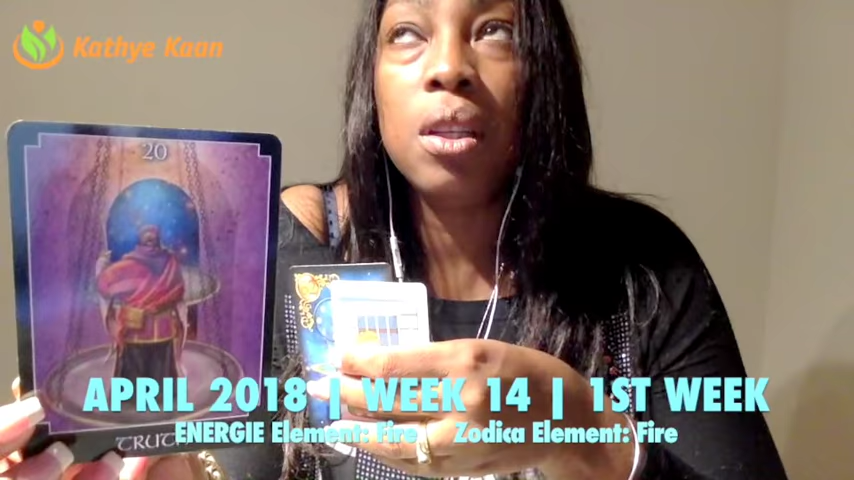 Kathye Kaan
20
APRIL 2018 | WEEK 14 | 1ST WEEK
ENERGIE Element: Fire Zodica Element: Fire